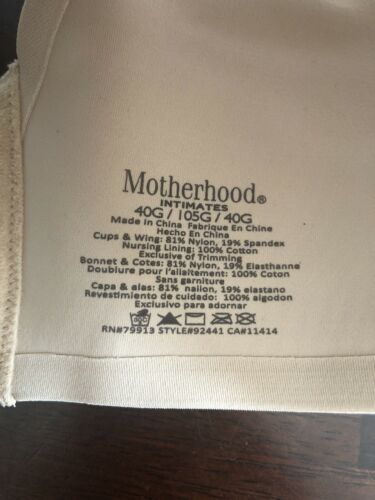 Motherhood®
INTIMATES
40G / 105G / 40G
Made in China Fabrique En Chine
Hecho En China
Cups & Wing: 81% Nylon, 19% Spandex
Nursing Lining: 100% Cotton
Exclusive of Trimming
Bonnet & Cotes: 81% Nylon, 19% Elasthanne
Doublure pour l'allaitement: 100% Coton
Sans garniture
Capa & alas: 81% nailon, 19% elastano
Revestimiento de cuidado: 100% algodon
Exclusivo para adornar
RN#79913 STYLE#92441 CA#11414